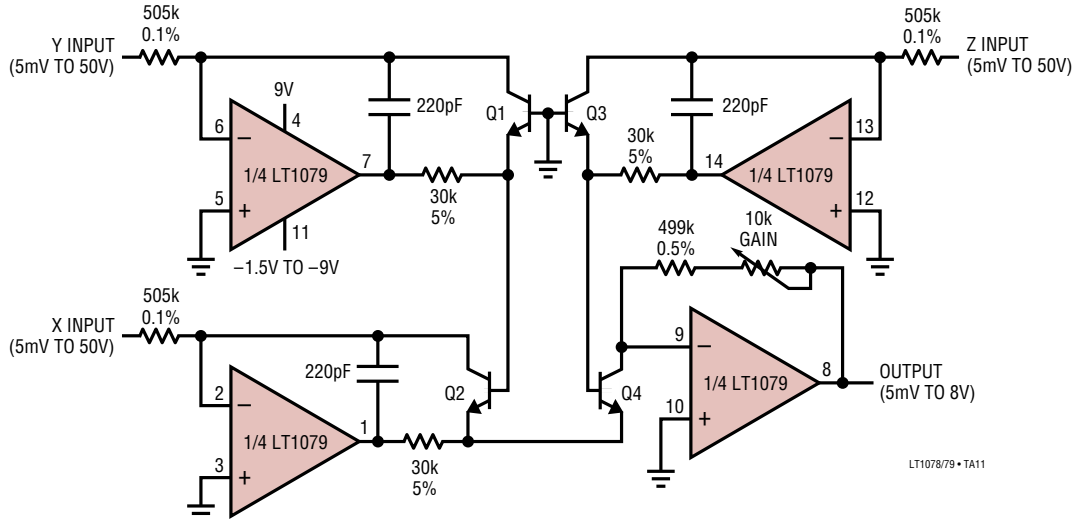 505k
0.1%
Y INPUT
(5mV TO 50V)
9V
4
6
−
220pF
Q1
Q3
220pF
505k
0.1%
Z INPUT
(5mV TO 50V)
13
−
1/4 LT1079
7
30k
5%
30k
5%
14
1/4 LT1079
5
+
11
−1.5V TO −9V
12
+
499k
0.5%
10k
GAIN
505k
0.1%
X INPUT
(5mV TO 50V)
220pF
2
−
Q2
Q4
9
−
1/4 LT1079
8
OUTPUT
(5mV TO 8V)
10
+
1/4 LT1079
1
30k
5%
3
+
LT1078/79 • TA11